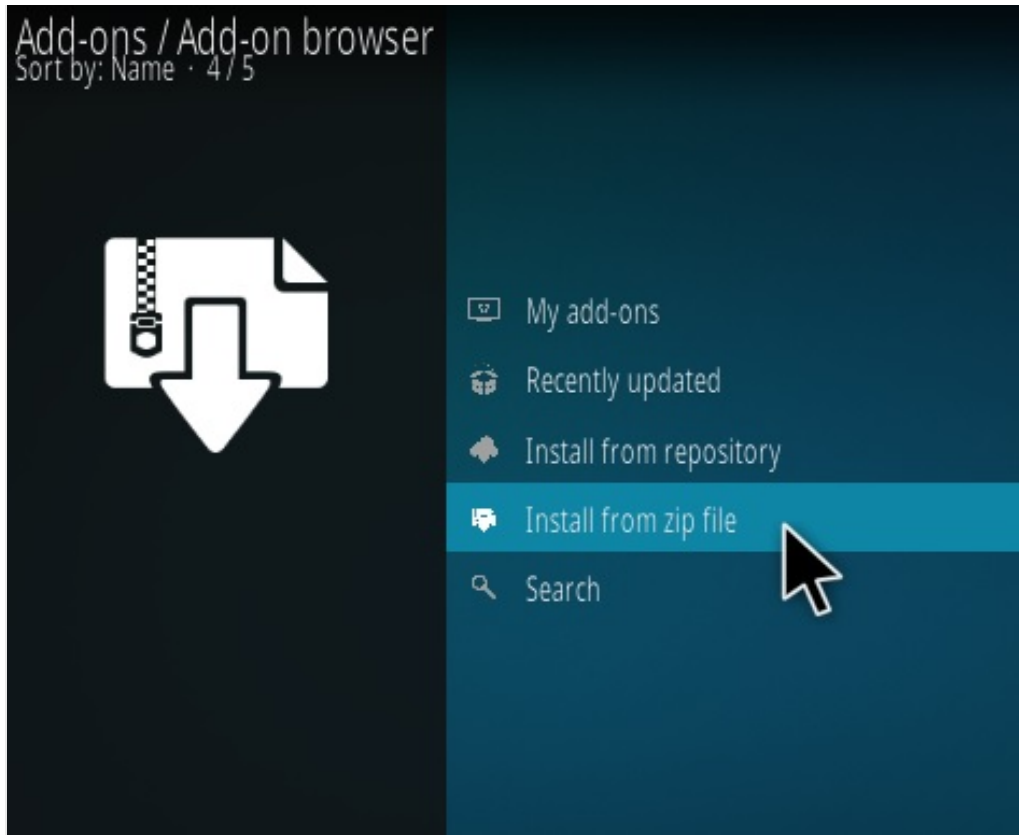 Add-ons / Add-on browser
Sort by: Name · 4 / 5
My add-ons
Recently updated
Install from repository
Install from zip file
Search